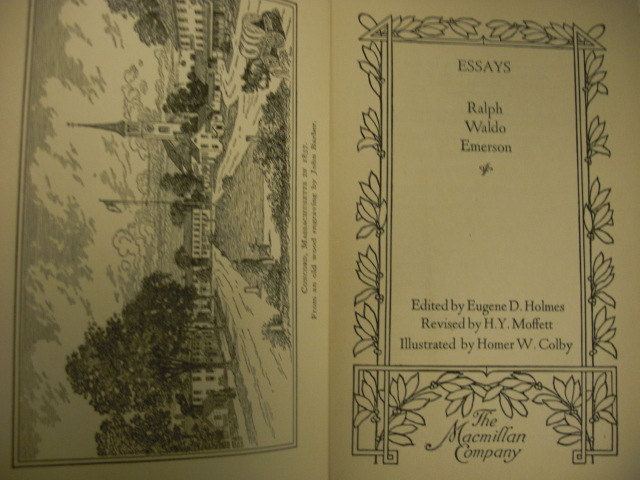 Concord, Massachusetts in 1837.
From an old wood engraving by John Barber.
ESSAYS
Ralph
Waldo
Emerson
Edited by Eugene D. Holmes
Revised by H.Y. Moffett
Illustrated by Homer W. Colby
The
Macmillan
Company